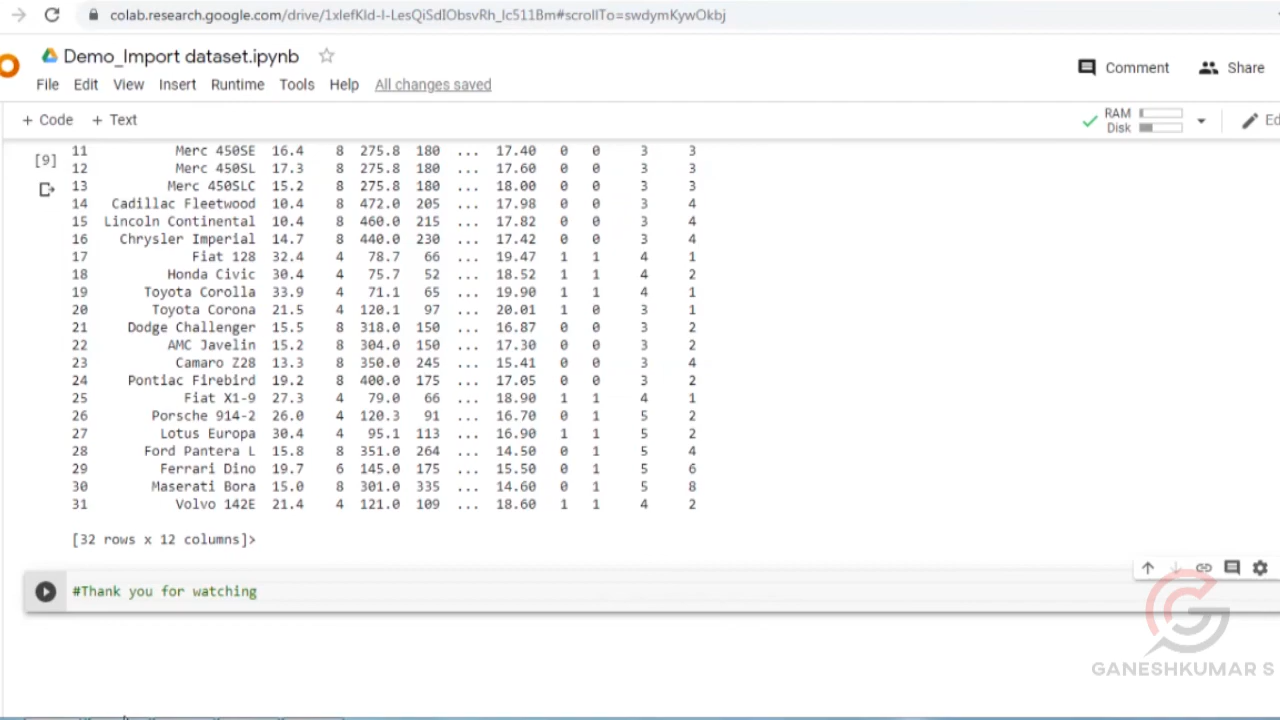 colab.research.google.com/drive/1xlefKld-I-LesQiSdIObsvRh_lc511Bm#scrollTo=swdymKywOkbj
Demo_Import dataset.ipynb
Comment
Share
File Edit View Insert Runtime Tools Help All changes saved
+ Code + Text
RAM
Disk
Ed
[9]
11 Merc 450SE 16.4 8 275.8 180 ... 17.40 0 0 3 3
12 Merc 450SL 17.3 8 275.8 180 ... 17.60 0 0 3 3
13 Merc 450SLC 15.2 8 275.8 180 ... 18.00 0 0 3 3
14 Cadillac Fleetwood 10.4 8 472.0 205 ... 17.98 0 0 3 4
15 Lincoln Continental 10.4 8 460.0 215 ... 17.82 0 0 3 4
16 Chrysler Imperial 14.7 8 440.0 230 ... 17.42 0 0 3 4
17 Fiat 128 32.4 4 78.7 66 ... 19.47 1 1 4 1
18 Honda Civic 30.4 4 75.7 52 ... 18.52 1 1 4 2
19 Toyota Corolla 33.9 4 71.1 65 ... 19.90 1 1 4 1
20 Toyota Corona 21.5 4 120.1 97 ... 20.01 1 0 3 1
21 Dodge Challenger 15.5 8 318.0 150 ... 16.87 0 0 3 2
22 AMC Javelin 15.2 8 304.0 150 ... 17.30 0 0 3 2
23 Camaro Z28 13.3 8 350.0 245 ... 15.41 0 0 3 4
24 Pontiac Firebird 19.2 8 400.0 175 ... 17.05 0 0 3 2
25 Fiat X1-9 27.3 4 79.0 66 ... 18.90 1 1 4 1
26 Porsche 914-2 26.0 4 120.3 91 ... 16.70 0 1 5 2
27 Lotus Europa 30.4 4 95.1 113 ... 16.90 1 1 5 2
28 Ford Pantera L 15.8 8 351.0 264 ... 14.50 0 1 5 4
29 Ferrari Dino 19.7 6 145.0 175 ... 15.50 0 1 5 6
30 Maserati Bora 15.0 8 301.0 335 ... 14.60 0 1 5 8
31 Volvo 142E 21.4 4 121.0 109 ... 18.60 1 1 4 2
[32 rows x 12 columns]>
#Thank you for watching
GANESHKUMAR S